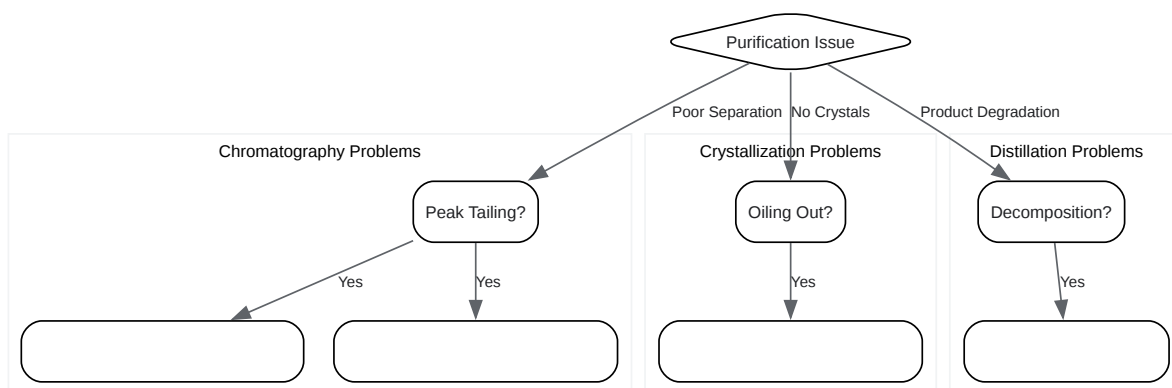 Purification Issue
Poor Separation
No Crystals
Product Degradation
Chromatography Problems
Crystallization Problems
Distillation Problems
Peak Tailing?
Oiling Out?
Decomposition?
Yes
Yes
Yes
Yes